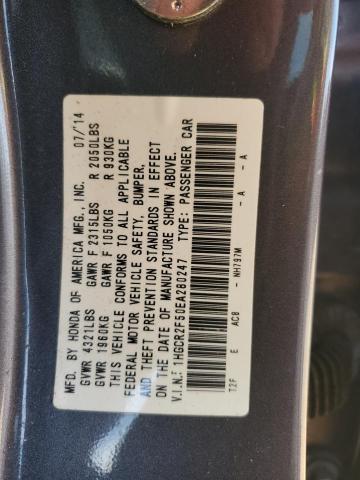 MFD. BY HONDA OF AMERICA MFG., INC. 07/'14
GVWR 4321LBS GAWR F 2315LBS R 2050LBS
GVWR 1960KG GAWR F 1050KG R 930KG
THIS VEHICLE CONFORMS TO ALL APPLICABLE
FEDERAL MOTOR VEHICLE SAFETY, BUMPER,
AND THEFT PREVENTION STANDARDS IN EFFECT
ON THE DATE OF MANUFACTURE SHOWN ABOVE.
V.I.N.: 1HGCR2F50EA280247 TYPE: PASSENGER CAR
T2F E AC8 - NH797M - A - A